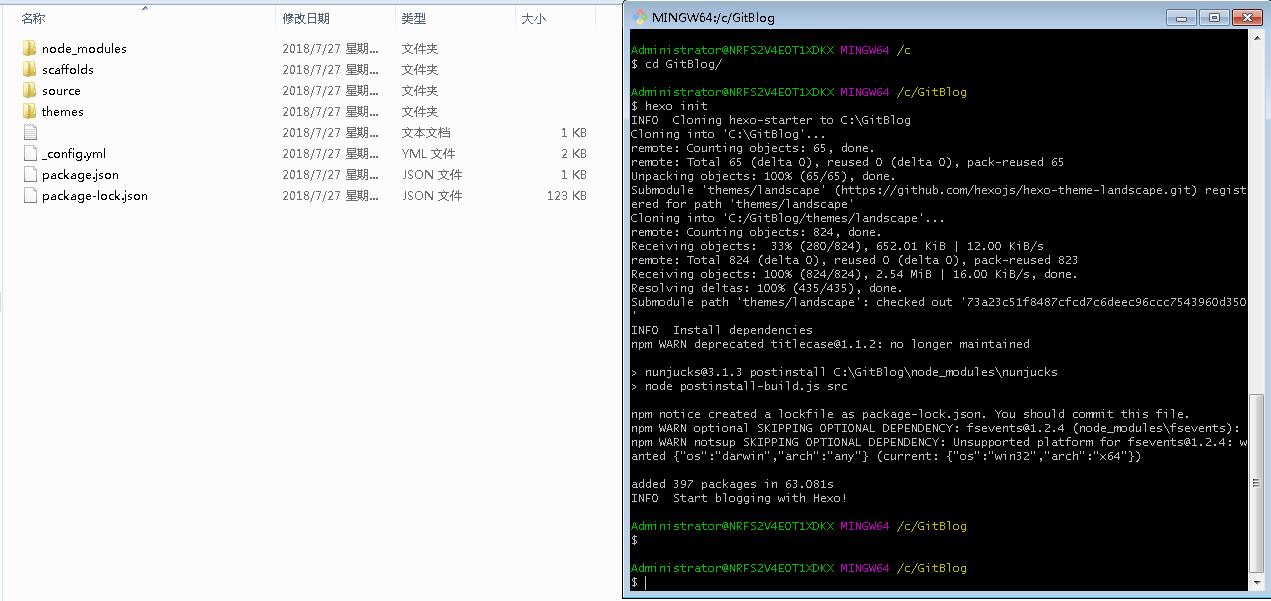 名称 修改日期 类型 大小
node_modules 2018/7/27 星期... 文件夹
scaffolds 2018/7/27 星期... 文件夹
source 2018/7/27 星期... 文件夹
themes 2018/7/27 星期... 文件夹
2018/7/27 星期... 文本文档 1 KB
_config.yml 2018/7/27 星期... YML 文件 2 KB
package.json 2018/7/27 星期... JSON 文件 1 KB
package-lock.json 2018/7/27 星期... JSON 文件 123 KB
MINGW64:/c/GitBlog
Administrator@NRFS2V4EOT1XDKX MINGW64 /c
$ cd GitBlog/
Administrator@NRFS2V4EOT1XDKX MINGW64 /c/GitBlog
$ hexo init
INFO  Cloning hexo-starter to C:\GitBlog
Cloning into 'C:\GitBlog'...
remote: Counting objects: 65, done.
remote: Total 65 (delta 0), reused 0 (delta 0), pack-reused 65
Unpacking objects: 100% (65/65), done.
Submodule 'themes/landscape' (https://github.com/hexojs/hexo-theme-landscape.git) regist
ered for path 'themes/landscape'
Cloning into 'C:/GitBlog/themes/landscape'...
remote: Counting objects: 824, done.
Receiving objects:  33% (280/824), 652.01 KiB | 12.00 KiB/s
remote: Total 824 (delta 0), reused 0 (delta 0), pack-reused 823
Receiving objects: 100% (824/824), 2.54 MiB | 16.00 KiB/s, done.
Resolving deltas: 100% (435/435), done.
Submodule path 'themes/landscape': checked out '73a23c51f8487cfcd7c6deec96ccc7543960d350
'
INFO  Install dependencies
npm WARN deprecated titlecase@1.1.2: no longer maintained
> nunjucks@3.1.3 postinstall C:\GitBlog\node_modules\nunjucks
> node postinstall-build.js src
npm notice created a lockfile as package-lock.json. You should commit this file.
npm WARN optional SKIPPING OPTIONAL DEPENDENCY: fsevents@1.2.4 (node_modules\fsevents):
npm WARN notsup SKIPPING OPTIONAL DEPENDENCY: Unsupported platform for fsevents@1.2.4: w
anted {"os":"darwin","arch":"any"} (current: {"os":"win32","arch":"x64"})
added 397 packages in 63.081s
INFO  Start blogging with Hexo!
Administrator@NRFS2V4EOT1XDKX MINGW64 /c/GitBlog
$
Administrator@NRFS2V4EOT1XDKX MINGW64 /c/GitBlog
$